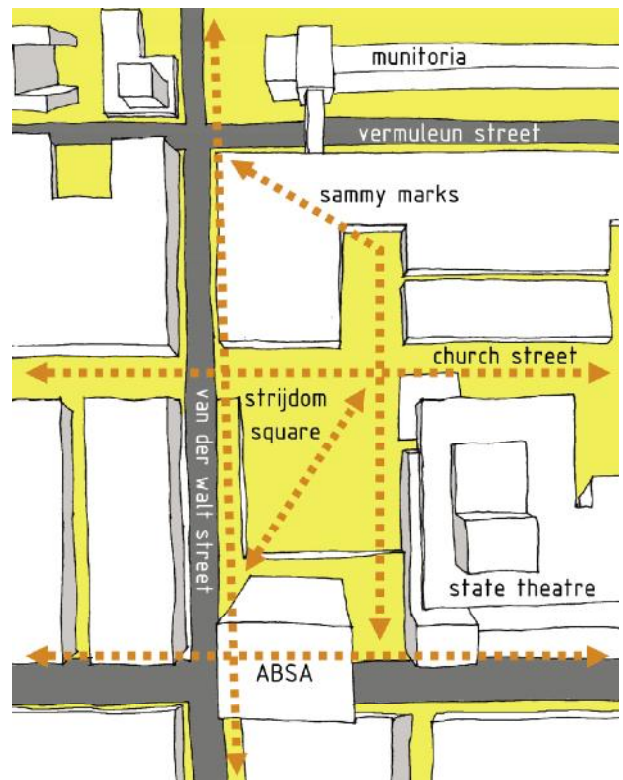 munitoria
vermuleun street
sammy marks
church street
strijdom
square
van der walt street
state theatre
ABSA